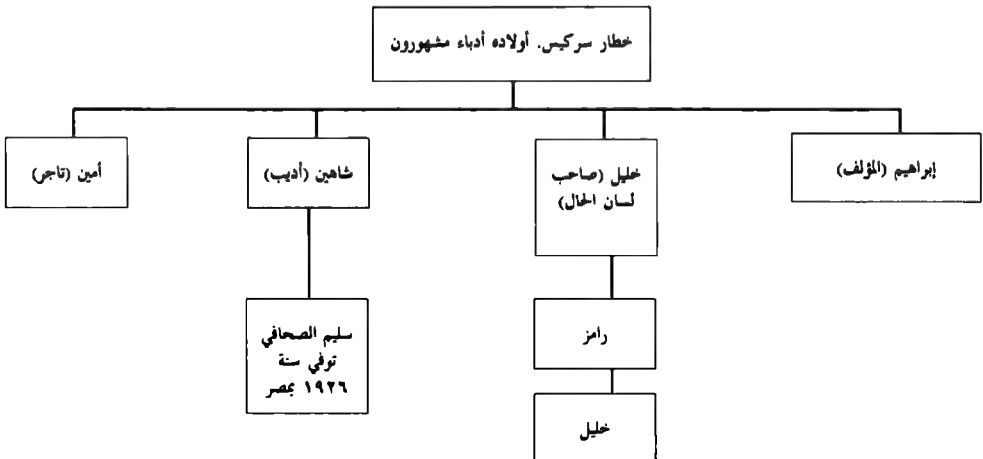 خطار سركيس. أولاده أدباء مشهورون
إبراهيم (المؤلف)
خليل (صاحب
لسان الحال)
شاهين (أديب)
أمين (تاجر)
رامز
سليم الصحافي
توفي سنة
١٩٢٦ بمصر
خليل